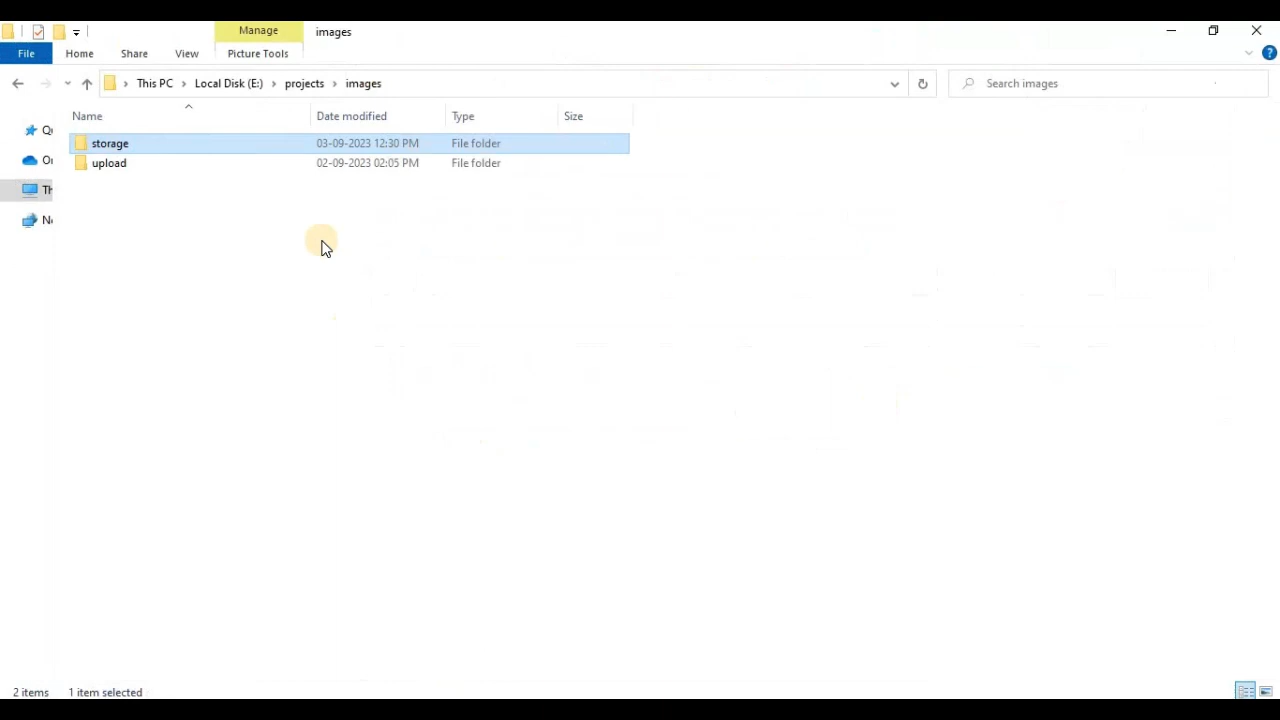 Manage images
File Home Share View Picture Tools
This PC Local Disk (E:) projects images Search images
Name Date modified Type Size
storage 03-09-2023 12:30 PM File folder
upload 02-09-2023 02:05 PM File folder
2 items 1 item selected